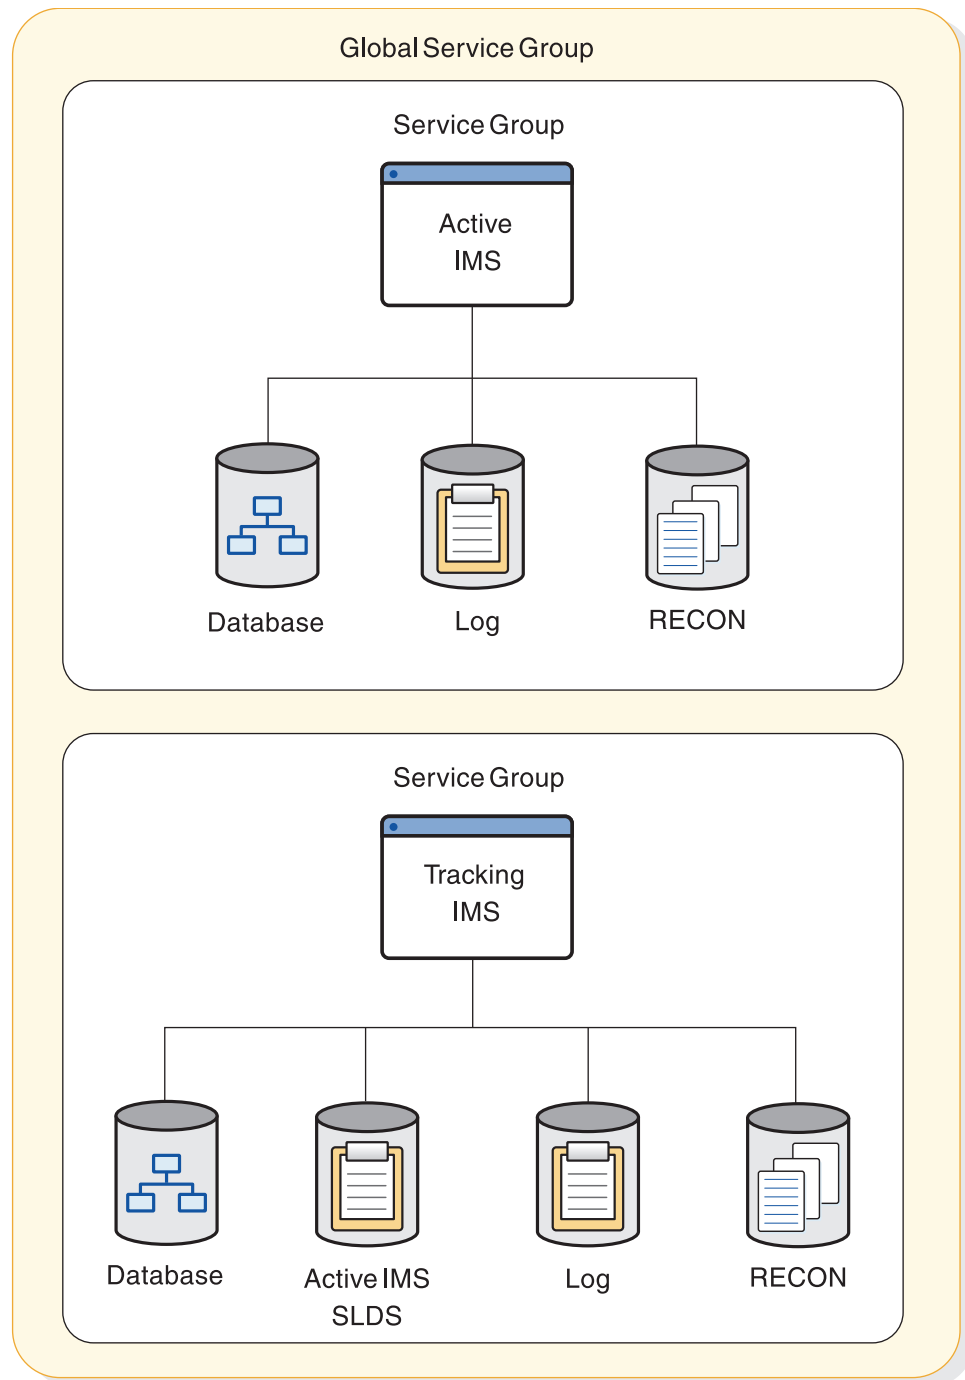 Global Service Group
Service Group
Active
IMS
Database
Log
RECON
Service Group
Tracking
IMS
Database
Active IMS
SLDS
Log
RECON